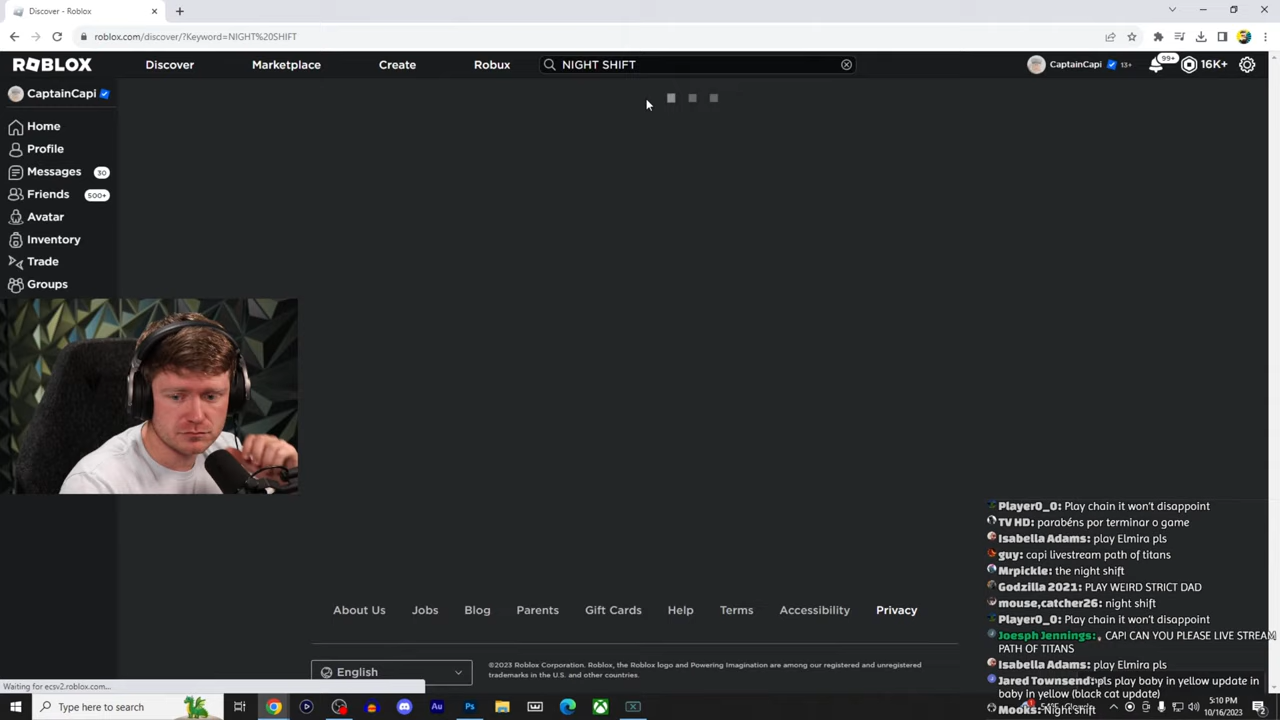 Discover - Roblox
roblox.com/discover/?Keyword=NIGHT%20SHIFT
ROBLOX Discover Marketplace Create Robux NIGHT SHIFT CaptainCapi 13+ 99+ 16K+
CaptainCapi
Home
Profile
Messages 30
Friends 500+
Avatar
Inventory
Trade
Groups
Player0_0: Play chain it won't disappoint
TV HD: parabéns por terminar o game
Isabella Adams: play Elmira pls
guy: capi livestream path of titans
Mrpickle: the night shift
Godzilla 2021: PLAY WEIRD STRICT DAD
mouse,catcher26: night shift
Player0_0: Play chain it won't disappoint
Joesph Jennings: , CAPI CAN YOU PLEASE LIVE STREAM
PATH OF TITANS
Isabella Adams: play Elmira pls
Jared Townsend: pls play baby in yellow update in
baby in yellow (black cat update)
Mooks: Night shift
About Us Jobs Blog Parents Gift Cards Help Terms Accessibility Privacy
English
©2023 Roblox Corporation. Roblox, the Roblox logo and Powering Imagination are among our registered and unregistered
trademarks in the U.S. and other countries.
Waiting for ecsv2.roblox.com...
Type here to search
5:10 PM
10/16/2023